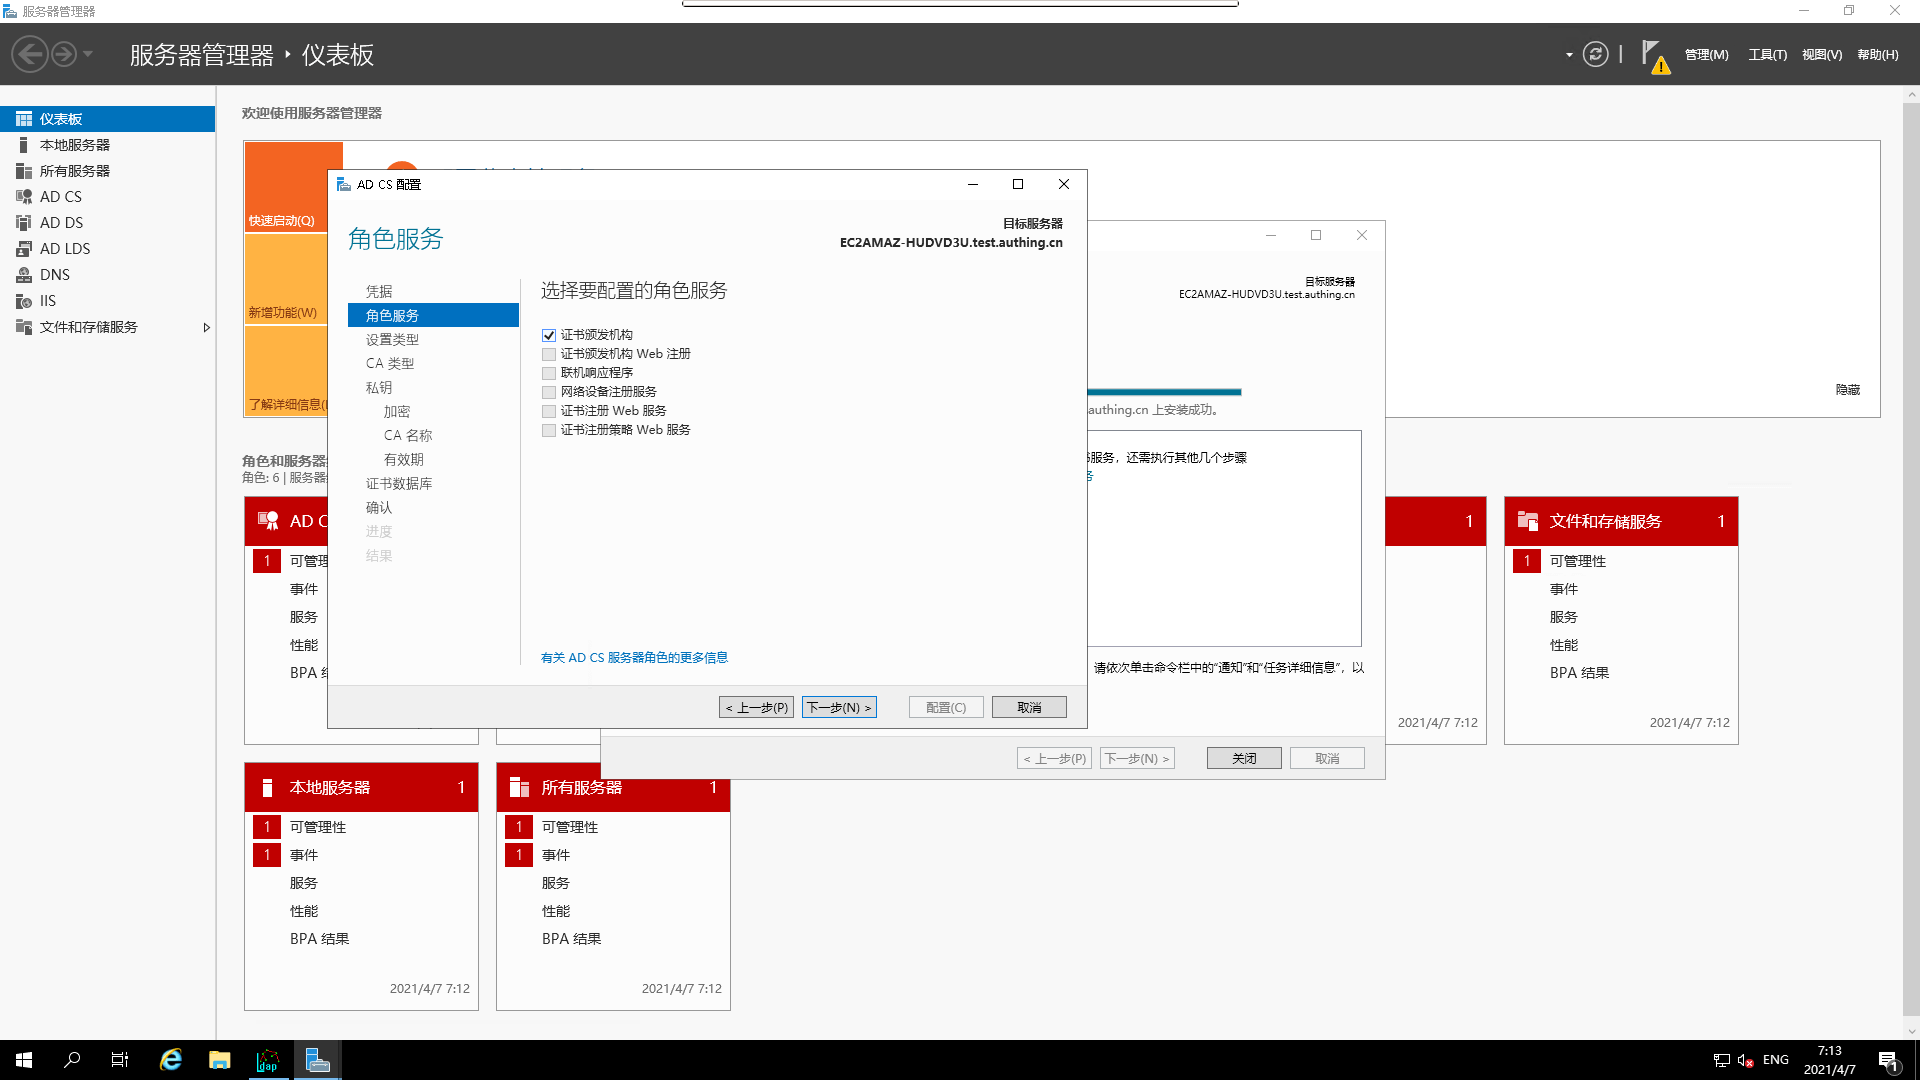 服务器管理器
服务器管理器 ‣ 仪表板
管理(M) 工具(T) 视图(V) 帮助(H)
仪表板
本地服务器
所有服务器
AD CS
AD DS
AD LDS
DNS
IIS
文件和存储服务
欢迎使用服务器管理器
快速启动(Q)
新增功能(W)
了解详细信息(
隐藏
AD CS 配置
角色服务
目标服务器
EC2AMAZ-HUDVD3U.test.authing.cn
凭据
角色服务
设置类型
CA 类型
私钥
加密
CA 名称
有效期
证书数据库
确认
进度
结果
选择要配置的角色服务
证书颁发机构
证书颁发机构 Web 注册
联机响应程序
网络设备注册服务
证书注册 Web 服务
证书注册策略 Web 服务
有关 AD CS 服务器角色的更多信息
< 上一步(P)
下一步(N) >
配置(C)
取消
目标服务器
EC2AMAZ-HUDVD3U.test.authing.cn
authing.cn 上安装成功。
服务，还需执行其他几个步骤
请依次单击命令栏中的“通知”和“任务详细信息”，以
< 上一步(P)
下一步(N) >
关闭
取消
角色和服务器
角色: 6 | 服务器
AD C
1
可管理
事件
服务
性能
BPA 结
1
2021/4/7 7:12
文件和存储服务 1
1 可管理性
事件
服务
性能
BPA 结果
2021/4/7 7:12
本地服务器 1
1 可管理性
1 事件
服务
性能
BPA 结果
2021/4/7 7:12
所有服务器 1
1 可管理性
1 事件
服务
性能
BPA 结果
2021/4/7 7:12
ldap
ENG
7:13
2021/4/7
1